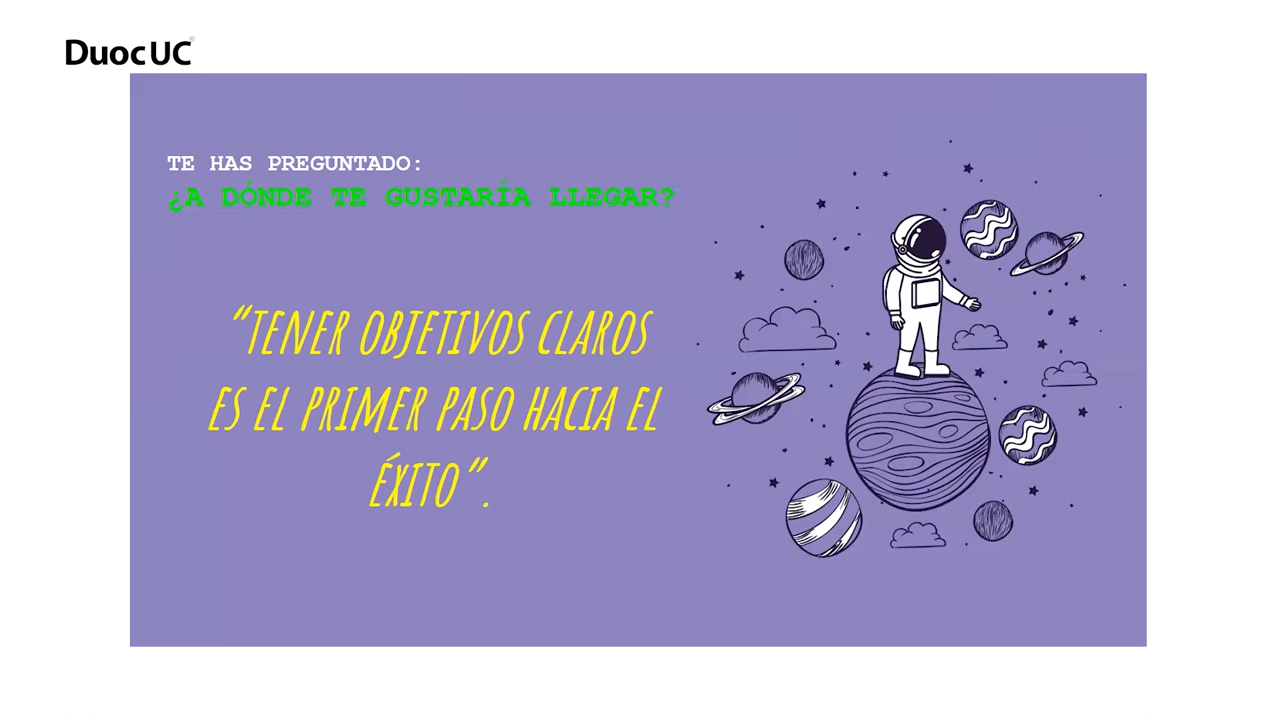 DuocUC®
TE HAS PREGUNTADO:
¿A DÓNDE TE GUSTARÍA LLEGAR?
“TENER OBJETIVOS CLAROS
ES EL PRIMER PASO HACIA EL
ÉXITO”.